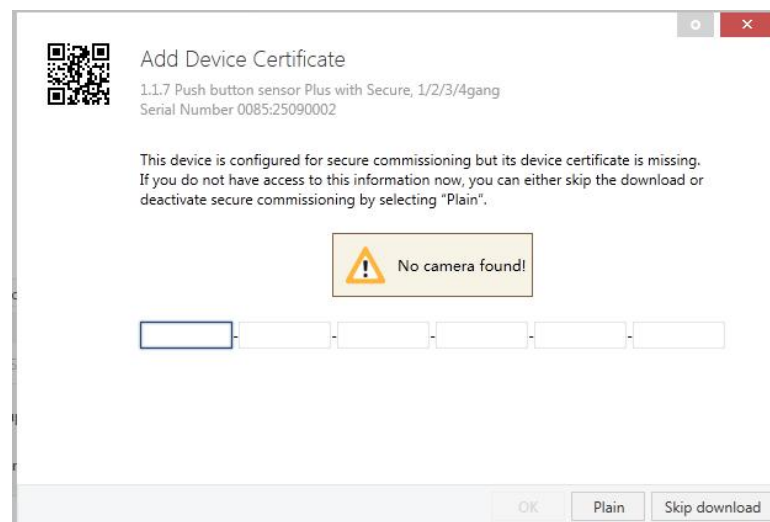 Add Device Certificate
1.1.7 Push button sensor Plus with Secure, 1/2/3/4gang
Serial Number 0085:25090002
This device is configured for secure commissioning but its device certificate is missing.
If you do not have access to this information now, you can either skip the download or
deactivate secure commissioning by selecting "Plain".
No camera found!
- - - - -
OK Plain Skip download